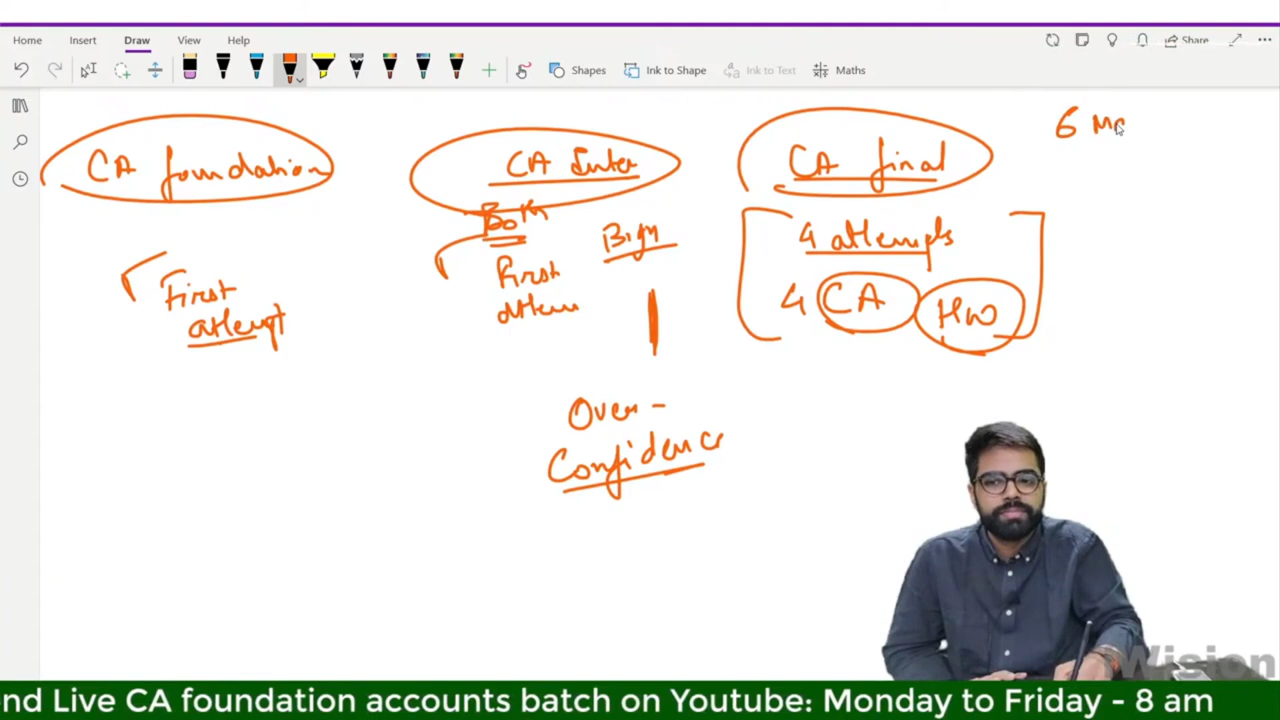 Home Insert Draw View Help Share
Shapes Ink to Shape Ink to Text Maths
CA foundation CA Inter CA final 6 Mo
Both
First attempt
First
4 attempts
4 CA HW
Over-
Confidence
Wision
nd Live CA foundation accounts batch on Youtube: Monday to Friday - 8 am